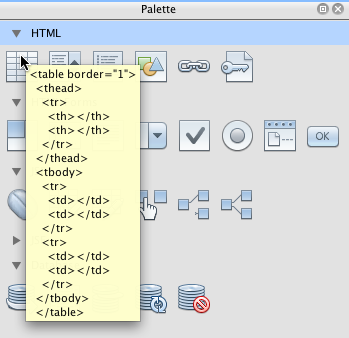 Palette
HTML
<table border="1">
<thead>
<tr>
<th></th>
<th></th>
</tr>
</thead>
<tbody>
<tr>
<td></td>
<td></td>
</tr>
<tr>
<td></td>
<td></td>
</tr>
</tbody>
</table>
OK